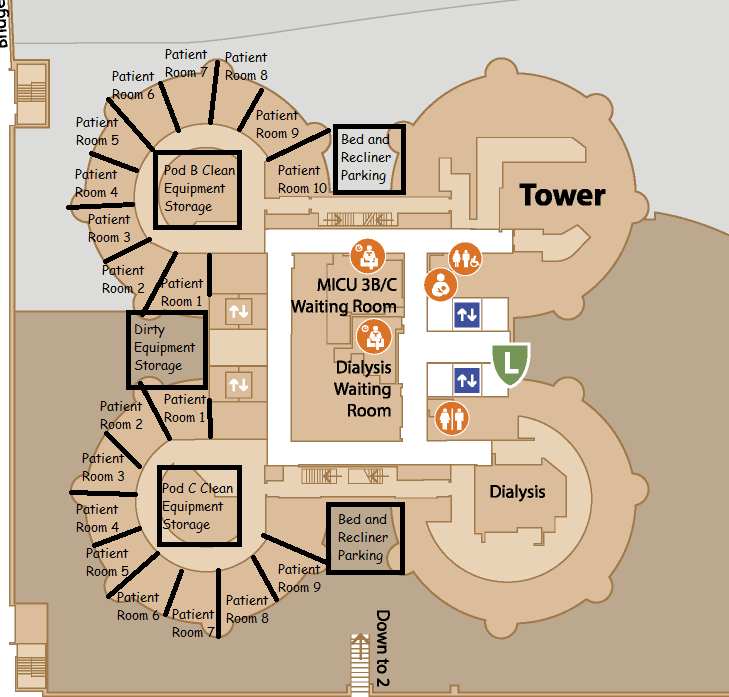 Bridge
Patient
Room 7
Patient
Room 8
Patient
Room 6
Patient
Room 9
Patient
Room 5
Bed and
Recliner
Parking
Patient
Room 10
Pod B Clean
Equipment
Storage
Patient
Room 4
Tower
Patient
Room 3
Patient
Room 2
Patient
Room 1
MICU 3B/C
Waiting Room
Dirty
Equipment
Storage
L
Dialysis
Waiting
Room
Patient
Room 1
Patient
Room 2
Patient
Room 3
Pod C Clean
Equipment
Storage
Dialysis
Patient
Room 4
Bed and
Recliner
Parking
Patient
Room 5
Patient
Room 9
Patient
Room 6
Patient
Room 7
Patient
Room 8
Down to 2